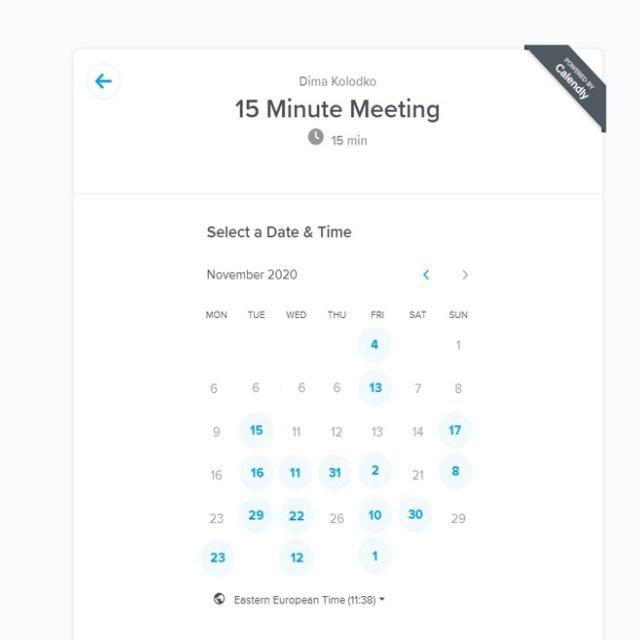 POWERED BY
Calendly
Dima Kolodko
15 Minute Meeting
15 min
Select a Date & Time
November 2020
MON TUE WED THU FRI SAT SUN
4 1
6 6 6 6 13 7 8
9 15 11 12 13 14 17
16 16 11 31 2 21 8
23 29 22 26 10 30 29
23 12 1
Eastern European Time (11:38)